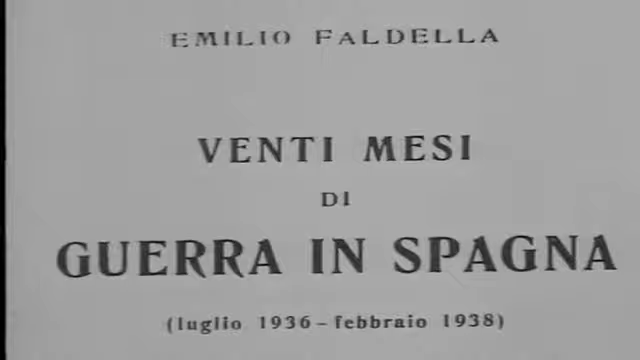 EMILIO FALDELLA
VENTI MESI
DI
GUERRA IN SPAGNA
(luglio 1936 – febbraio 1938)